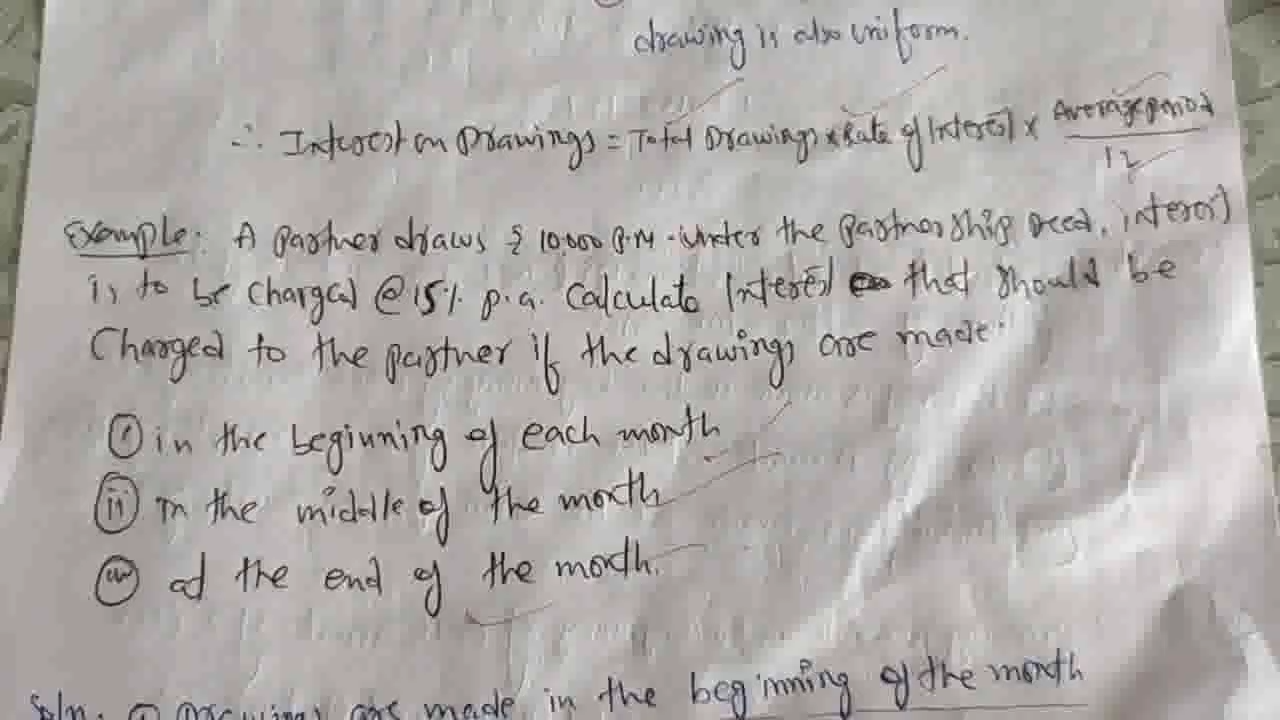 drawing is also uniform.
∴ Interest on Drawings = Total Drawings x Rate of Interest x Average period
12
Example: A partner draws ₹ 10,000 P.M. Under the partnership Deed, interest
is to be charged @ 15% p.a. Calculate Interest that should be
Charged to the partner if the drawings are made:
(i) in the beginning of each month
(ii) in the middle of the month
(iii) at the end of the month.
Soln. (i) Drawings are made in the beginning of the month